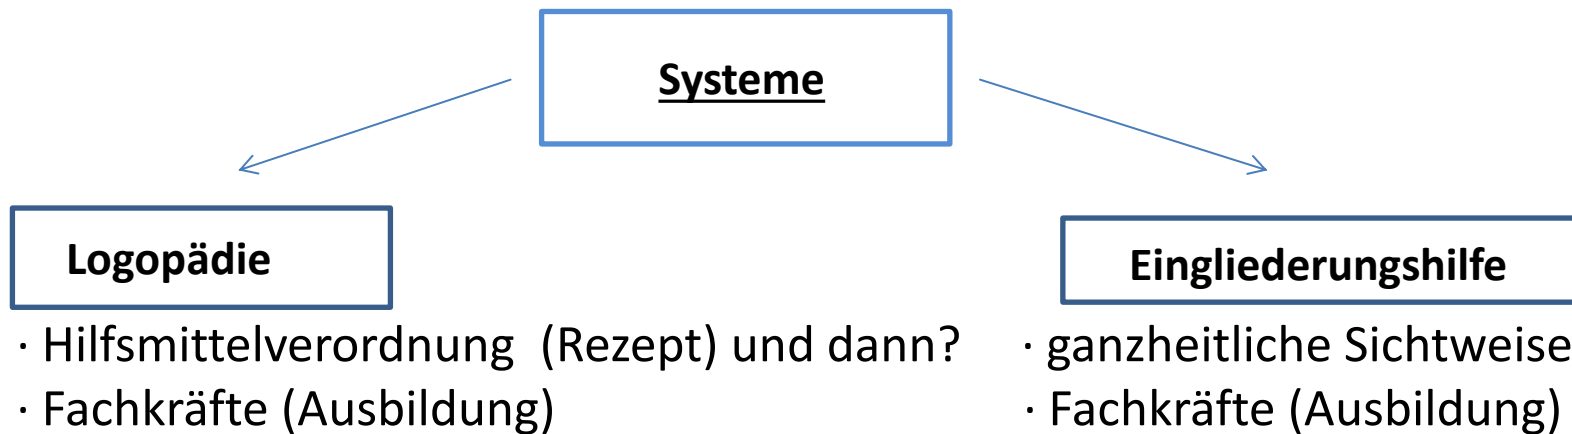 Systeme
Logopädie
Eingliederungshilfe
· Hilfsmittelverordnung (Rezept) und dann?
· Fachkräfte (Ausbildung)
· ganzheitliche Sichtweise
· Fachkräfte (Ausbildung)